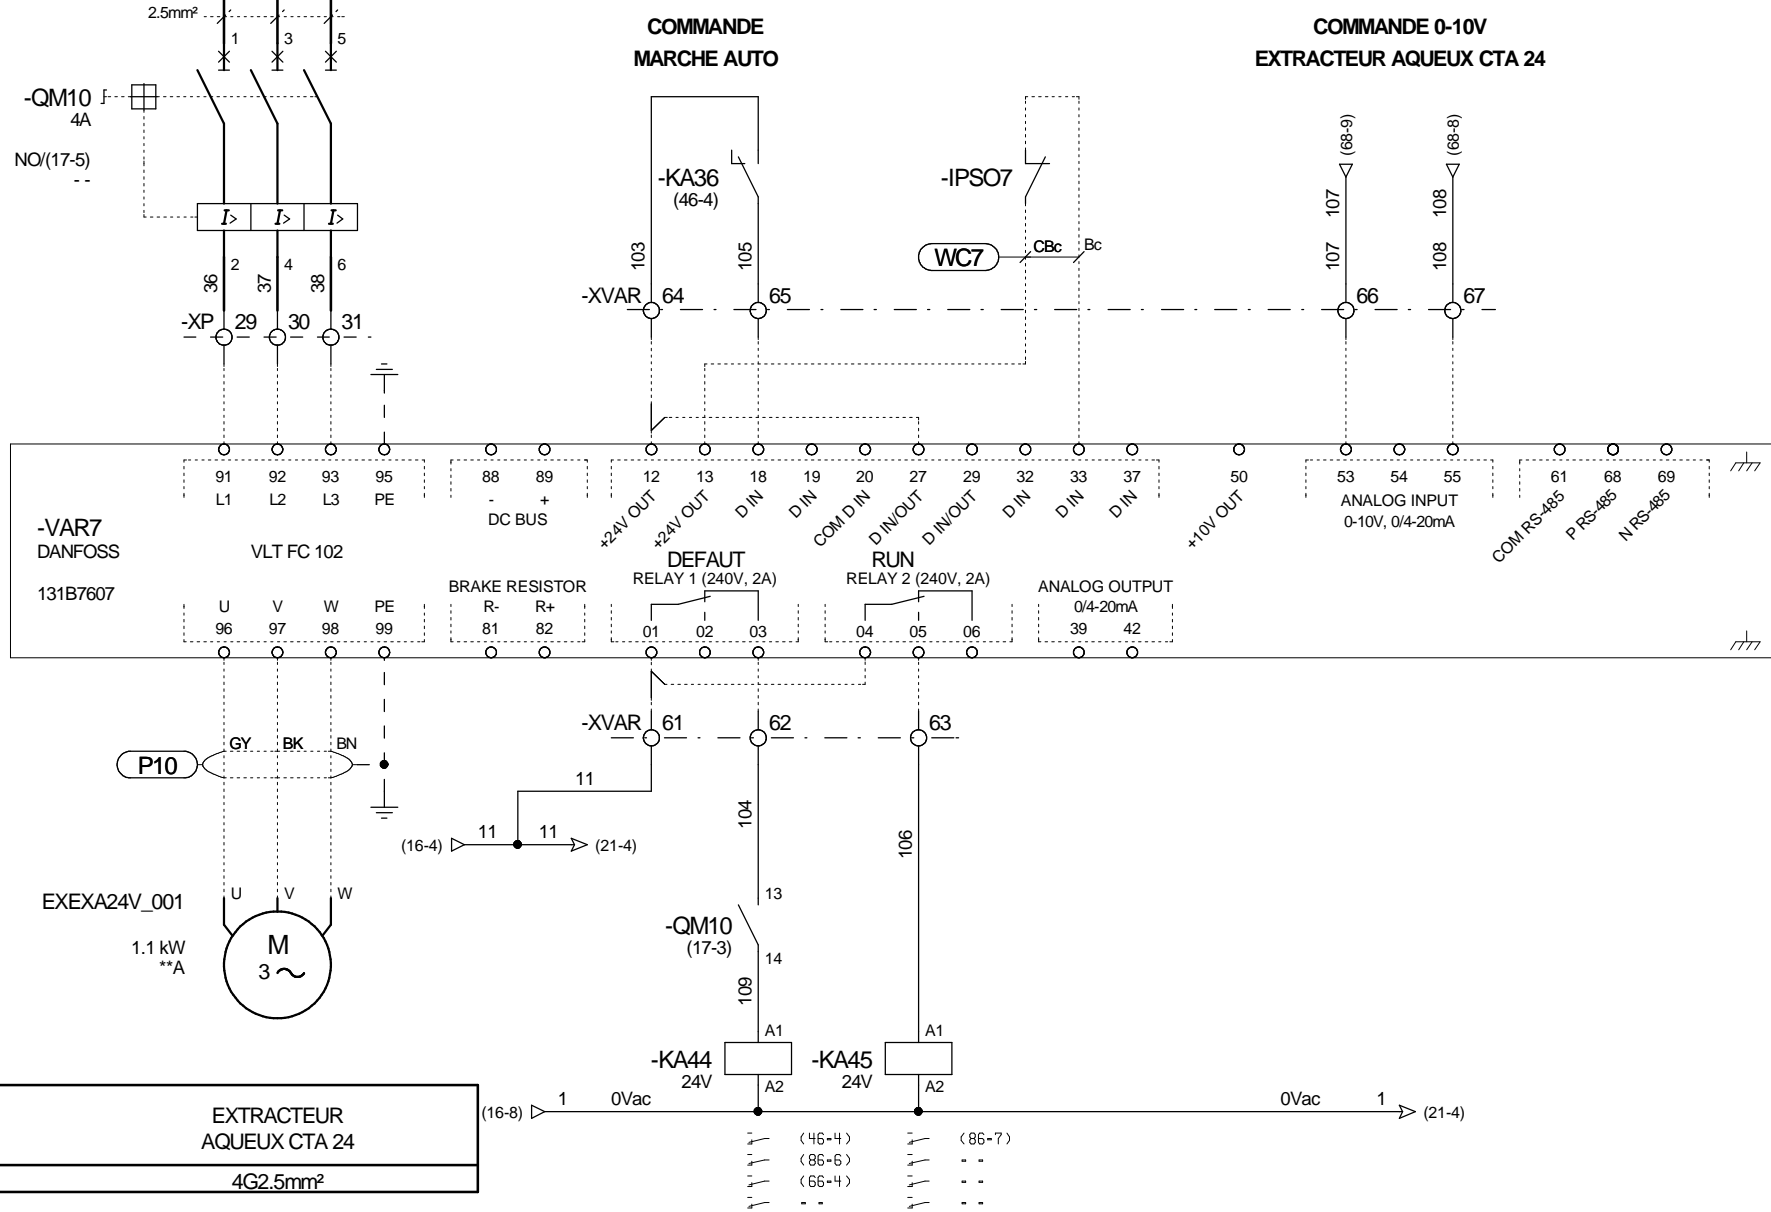 2.5mm²
1 3 5
-QM10
4A
NO/(17-5)
- -
I> I> I>
2 4 6
36 37 38
-XP 29 30 31
COMMANDE
MARCHE AUTO
-KA36
(46-4)
103 105
-XVAR 64 65
-IPSO7
WC7 CBc Bc
COMMANDE 0-10V
EXTRACTEUR AQUEUX CTA 24
(68-9) (68-8)
107 108
107 108
66 67
91 92 93 95 88 89 12 13 18 19 20 27 29 32 33 37 50 53 54 55 61 68 69
L1 L2 L3 PE - +
DC BUS
+24V OUT +24V OUT D IN D IN COM D IN D IN/OUT D IN/OUT D IN D IN D IN
+10V OUT
ANALOG INPUT
0-10V, 0/4-20mA
COM RS-485 P RS-485 N RS-485
-VAR7
DANFOSS
VLT FC 102
131B7607
DEFAUT
RELAY 1 (240V, 2A)
RUN
RELAY 2 (240V, 2A)
BRAKE RESISTOR
R- R+
81 82
ANALOG OUTPUT
0/4-20mA
39 42
U V W PE
96 97 98 99
01 02 03 04 05 06
-XVAR 61 62 63
P10 GY BK BN
11
(16-4) 11 11 (21-4)
104 106
EXEXA24V_001
U V W
1.1 kW
**A
M
3
13
-QM10
(17-3)
14
109
A1 A1
-KA44
24V
-KA45
24V
A2 A2
(16-8) 1 0Vac 0Vac 1 (21-4)
(46-4) (86-7)
(86-6) - -
(66-4) - -
- - - -
EXTRACTEUR
AQUEUX CTA 24
4G2.5mm²